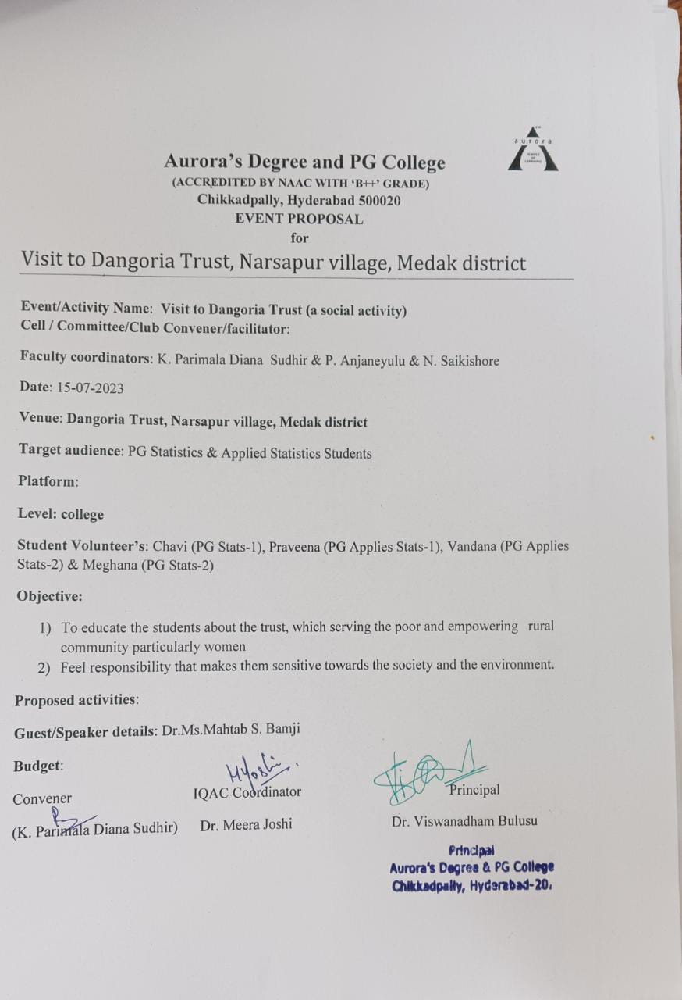 TM
aurora
TEMPLE
OF
LEARNING
Aurora's Degree and PG College
(ACCREDITED BY NAAC WITH 'B++' GRADE)
Chikkadpally, Hyderabad 500020
EVENT PROPOSAL
for
Visit to Dangoria Trust, Narsapur village, Medak district
Event/Activity Name: Visit to Dangoria Trust (a social activity)
Cell / Committee/Club Convener/facilitator:
Faculty coordinators: K. Parimala Diana Sudhir & P. Anjaneyulu & N. Saikishore
Date: 15-07-2023
Venue: Dangoria Trust, Narsapur village, Medak district
Target audience: PG Statistics & Applied Statistics Students
Platform:
Level: college
Student Volunteer's: Chavi (PG Stats-1), Praveena (PG Applies Stats-1), Vandana (PG Applies
Stats-2) & Meghana (PG Stats-2)
Objective:
1) To educate the students about the trust, which serving the poor and empowering rural
community particularly women
2) Feel responsibility that makes them sensitive towards the society and the environment.
Proposed activities:
Guest/Speaker details: Dr.Ms.Mahtab S. Bamji
Budget:
MJoshi
Convener IQAC Coordinator Principal
(K. Parimala Diana Sudhir) Dr. Meera Joshi Dr. Viswanadham Bulusu
Principal
Aurora's Degree & PG College
Chikkadpally, Hyderabad-20.